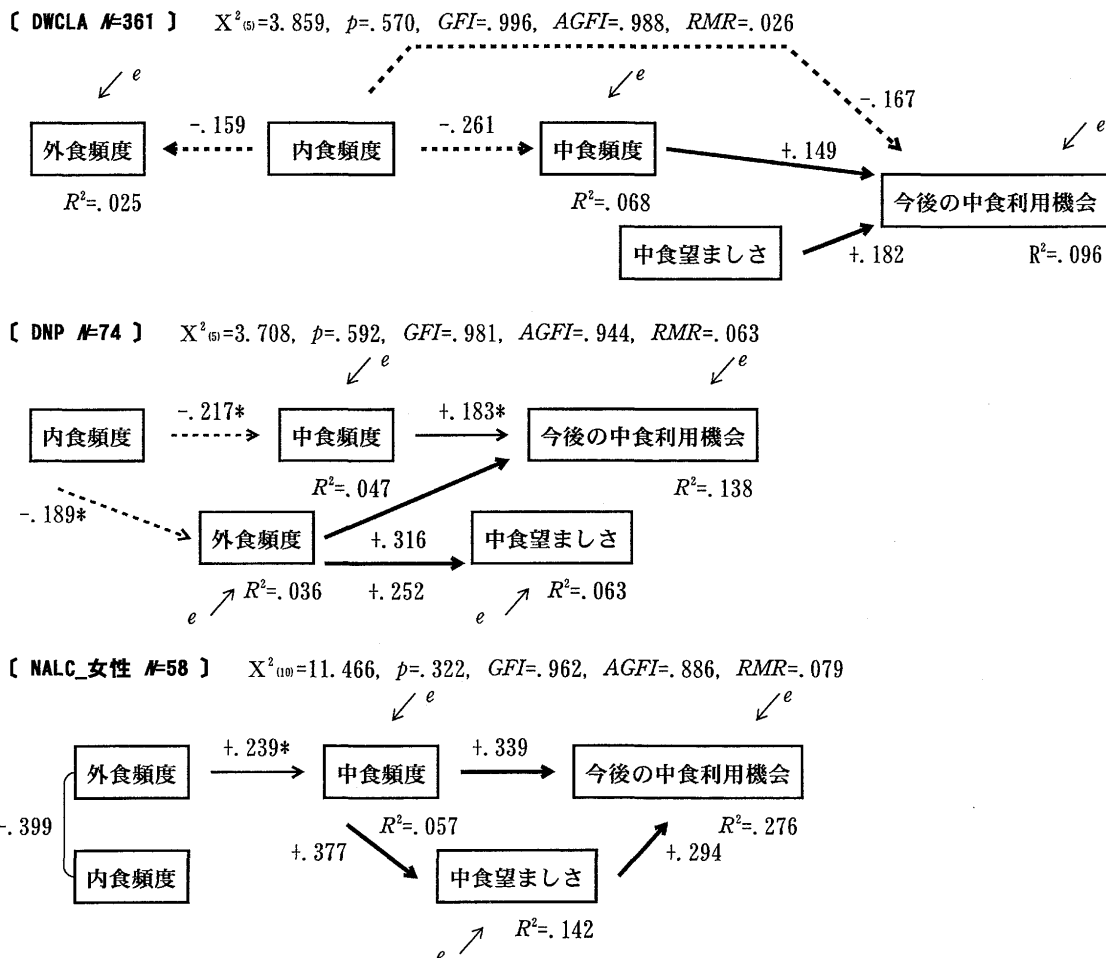 〔 DWCLA N=361 〕 X²₍₅₎=3.859, p=.570, GFI=.996, AGFI=.988, RMR=.026
e
e
-.167
e
-.159
-.261
外食頻度
内食頻度
中食頻度
+.149
R²=.025
R²=.068
今後の中食利用機会
中食望ましさ
+.182
R²=.096
〔 DNP N=74 〕 X²₍₅₎=3.708, p=.592, GFI=.981, AGFI=.944, RMR=.063
e
e
-.217*
+.183*
内食頻度
中食頻度
今後の中食利用機会
R²=.047
R²=.138
-.189*
外食頻度
+.316
中食望ましさ
R²=.036
+.252
R²=.063
e
e
〔 NALC_女性 N=58 〕 X²₍₁₀₎=11.466, p=.322, GFI=.962, AGFI=.886, RMR=.079
e
e
+.239*
+.339
外食頻度
中食頻度
今後の中食利用機会
-.399
R²=.057
R²=.276
+.377
+.294
内食頻度
中食望ましさ
R²=.142
e